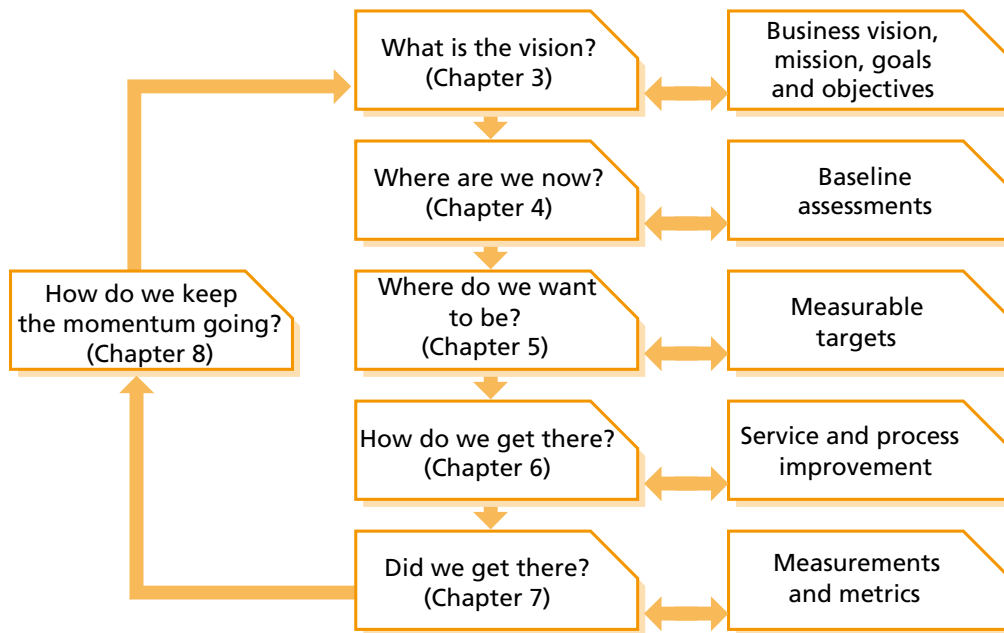 What is the vision?
(Chapter 3)
Business vision,
mission, goals
and objectives
Where are we now?
(Chapter 4)
Baseline
assessments
How do we keep
the momentum going?
(Chapter 8)
Where do we want
to be?
(Chapter 5)
Measurable
targets
How do we get there?
(Chapter 6)
Service and process
improvement
Did we get there?
(Chapter 7)
Measurements
and metrics